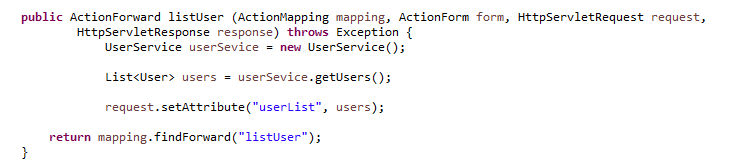 public ActionForward listUser (ActionMapping mapping, ActionForm form, HttpServletRequest request,
HttpServletResponse response) throws Exception {
UserService userSevice = new UserService();
List<User> users = userSevice.getUsers();
request.setAttribute("userList", users);
return mapping.findForward("listUser");
}